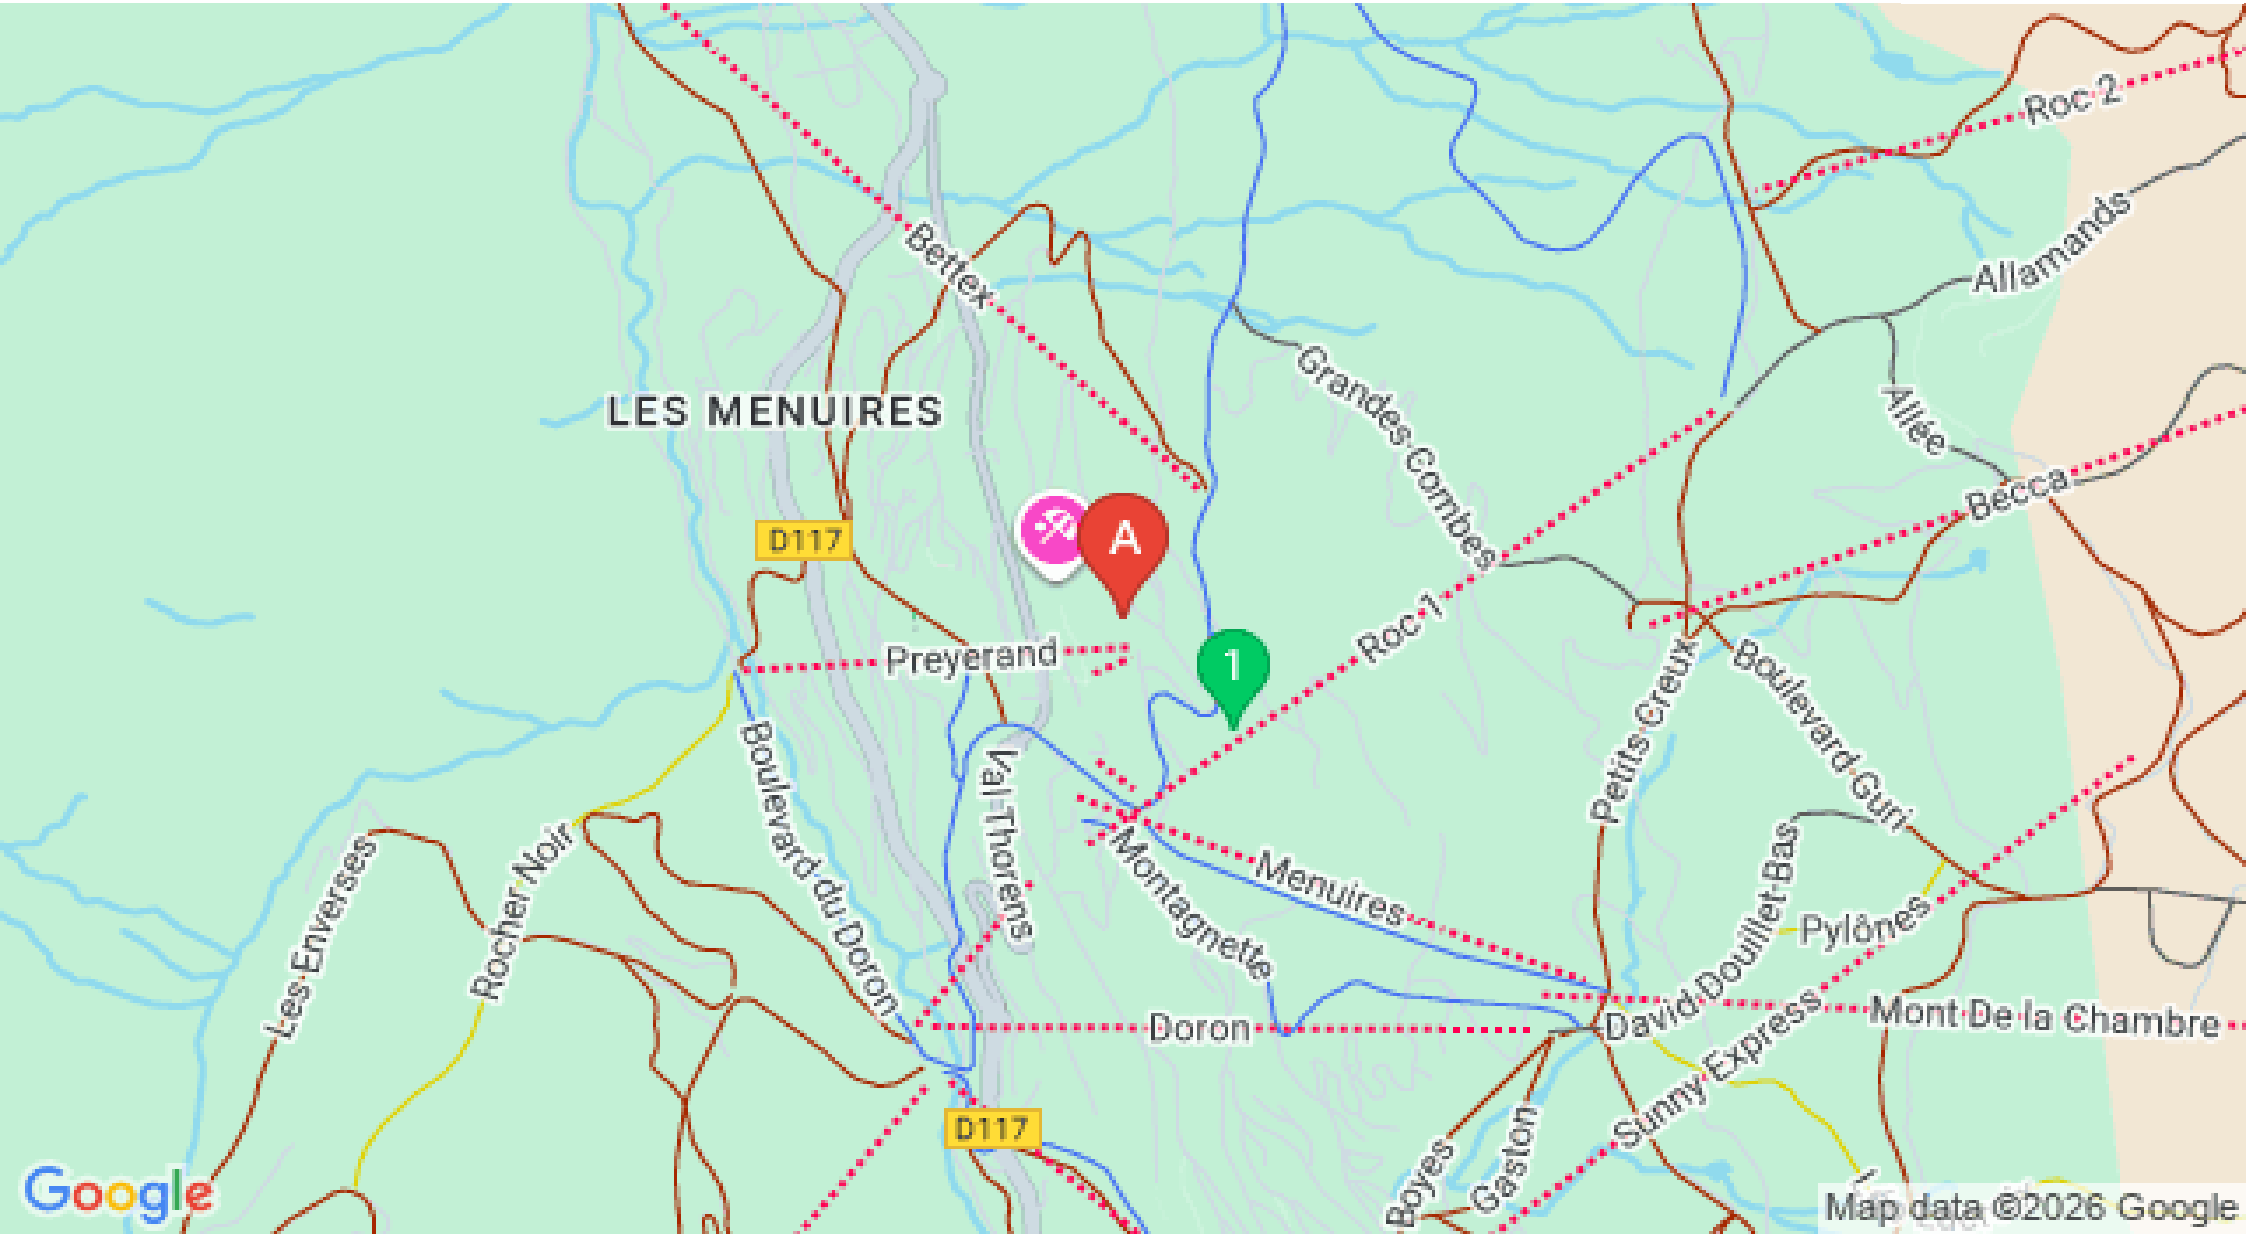 Roc 2
Allamands
Bettex
Grandes Combes
LES MENUIRES
Allée
Becca
A
D117
Roc 1
Preyerand
1
Petits Creux
Boulevard Guri
Boulevard du Doron
Val Thorens
Les Enverses
Rocher Noir
Montagnette
Menuires
David Douillet Bas
Pylônes
Doron
Mont De la Chambre
Sunny Express
D117
Boyes
Gaston
Google
Map data ©2026 Google